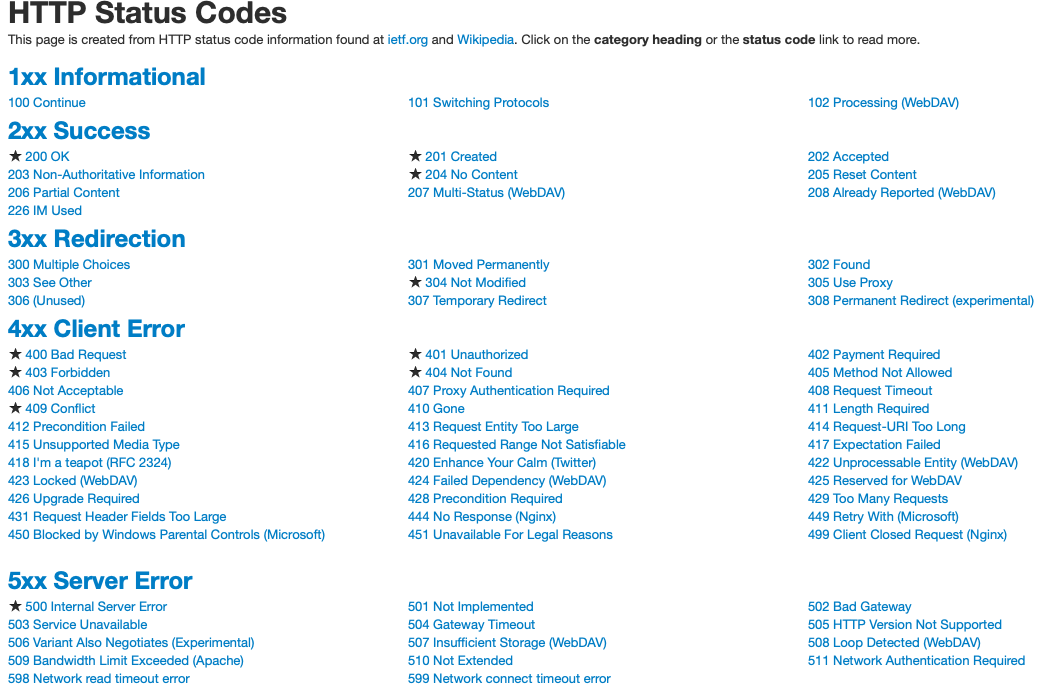 HTTP Status Codes
This page is created from HTTP status code information found at ietf.org and Wikipedia. Click on the category heading or the status code link to read more.
1xx Informational
100 Continue 101 Switching Protocols 102 Processing (WebDAV)
2xx Success
★ 200 OK ★ 201 Created 202 Accepted
203 Non-Authoritative Information ★ 204 No Content 205 Reset Content
206 Partial Content 207 Multi-Status (WebDAV) 208 Already Reported (WebDAV)
226 IM Used
3xx Redirection
300 Multiple Choices 301 Moved Permanently 302 Found
303 See Other ★ 304 Not Modified 305 Use Proxy
306 (Unused) 307 Temporary Redirect 308 Permanent Redirect (experimental)
4xx Client Error
★ 400 Bad Request ★ 401 Unauthorized 402 Payment Required
★ 403 Forbidden ★ 404 Not Found 405 Method Not Allowed
406 Not Acceptable 407 Proxy Authentication Required 408 Request Timeout
★ 409 Conflict 410 Gone 411 Length Required
412 Precondition Failed 413 Request Entity Too Large 414 Request-URI Too Long
415 Unsupported Media Type 416 Requested Range Not Satisfiable 417 Expectation Failed
418 I'm a teapot (RFC 2324) 420 Enhance Your Calm (Twitter) 422 Unprocessable Entity (WebDAV)
423 Locked (WebDAV) 424 Failed Dependency (WebDAV) 425 Reserved for WebDAV
426 Upgrade Required 428 Precondition Required 429 Too Many Requests
431 Request Header Fields Too Large 444 No Response (Nginx) 449 Retry With (Microsoft)
450 Blocked by Windows Parental Controls (Microsoft) 451 Unavailable For Legal Reasons 499 Client Closed Request (Nginx)
5xx Server Error
★ 500 Internal Server Error 501 Not Implemented 502 Bad Gateway
503 Service Unavailable 504 Gateway Timeout 505 HTTP Version Not Supported
506 Variant Also Negotiates (Experimental) 507 Insufficient Storage (WebDAV) 508 Loop Detected (WebDAV)
509 Bandwidth Limit Exceeded (Apache) 510 Not Extended 511 Network Authentication Required
598 Network read timeout error 599 Network connect timeout error